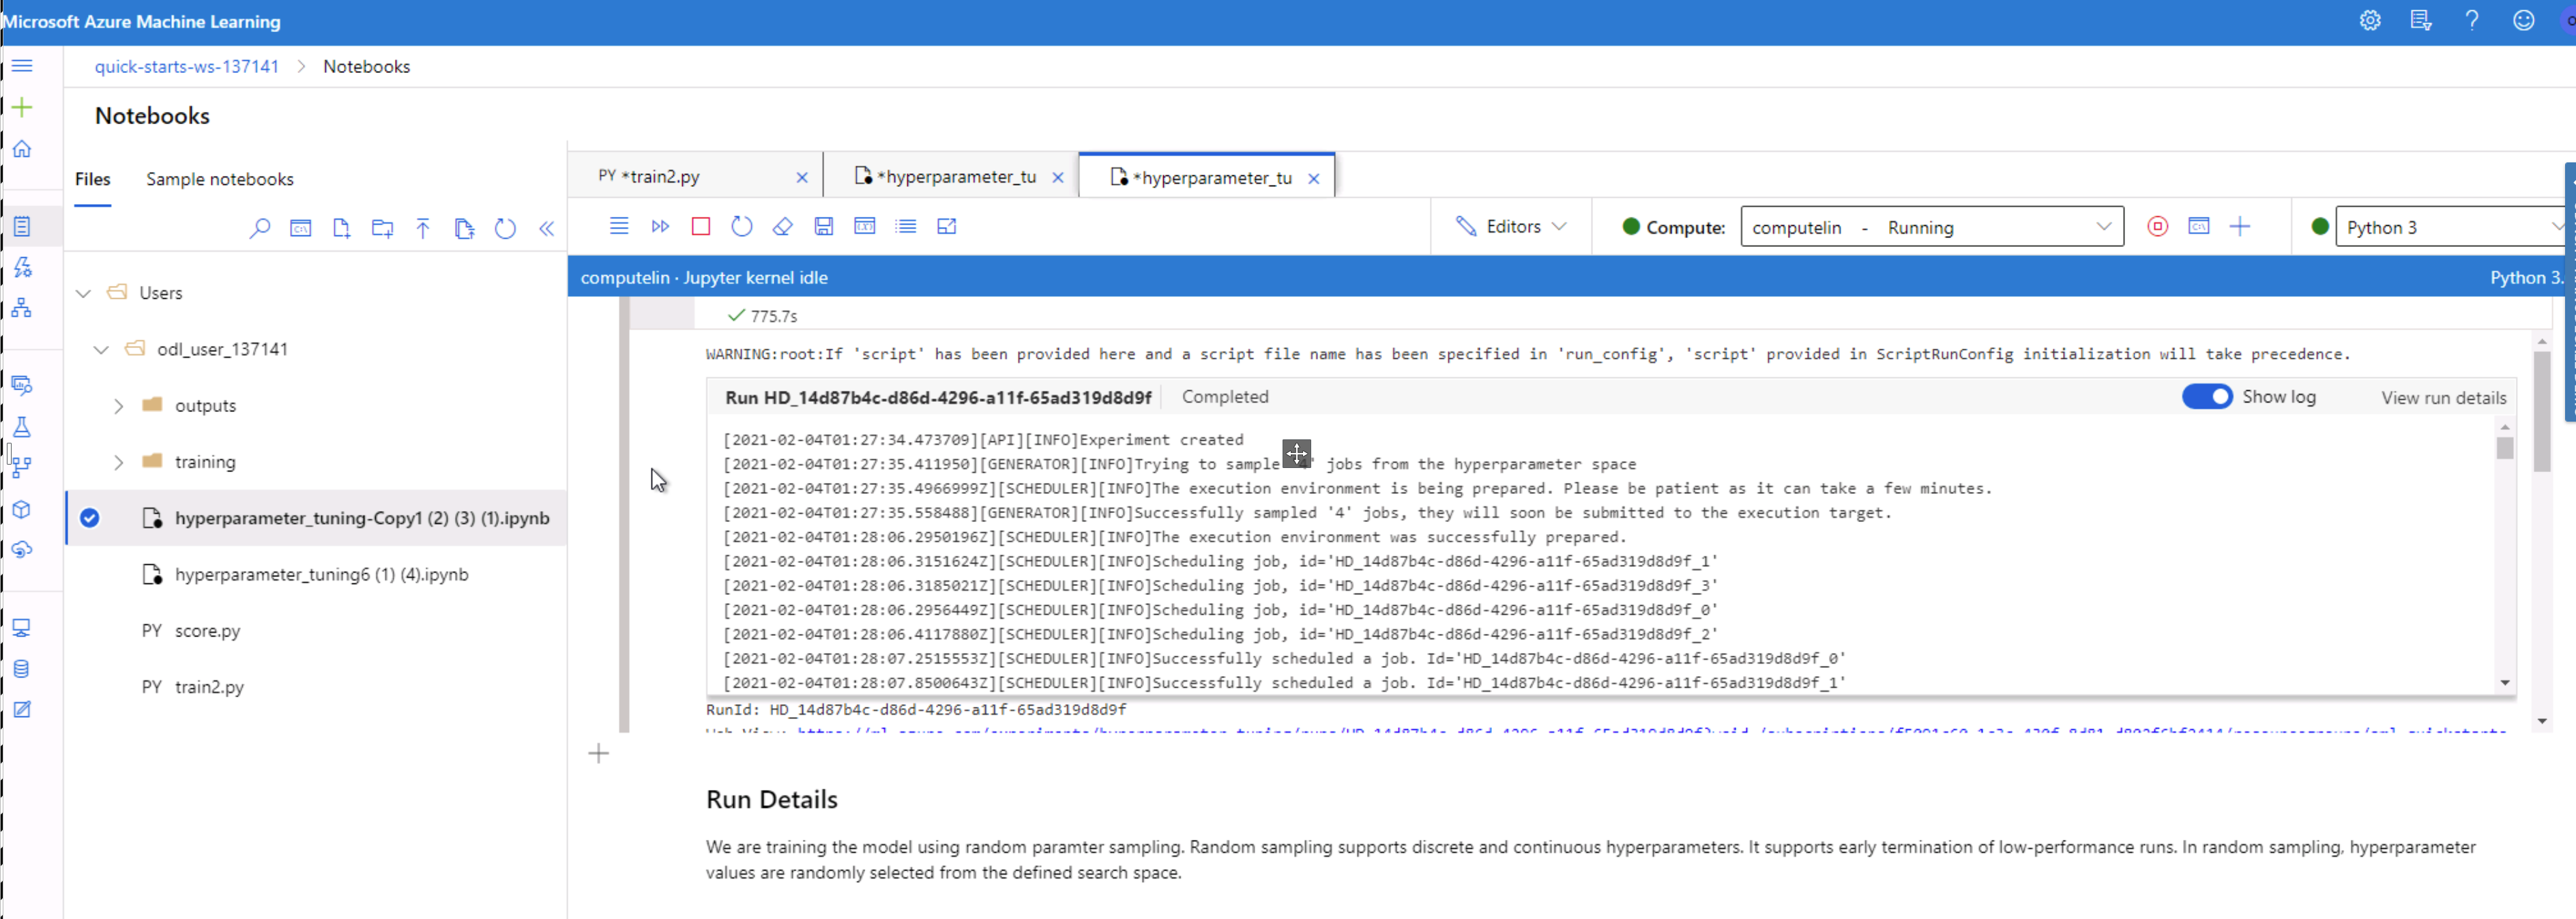 Microsoft Azure Machine Learning
quick-starts-ws-137141 > Notebooks
Notebooks
Files Sample notebooks
Users
odl_user_137141
outputs
training
hyperparameter_tuning-Copy1 (2) (3) (1).ipynb
hyperparameter_tuning6 (1) (4).ipynb
PY score.py
PY train2.py
PY *train2.py *hyperparameter_tu *hyperparameter_tu
Editors Compute: computelin - Running Python 3
computelin · Jupyter kernel idle Python 3.
775.7s
WARNING:root:If 'script' has been provided here and a script file name has been specified in 'run_config', 'script' provided in ScriptRunConfig initialization will take precedence.
Run HD_14d87b4c-d86d-4296-a11f-65ad319d8d9f Completed Show log View run details
[2021-02-04T01:27:34.473709][API][INFO]Experiment created
[2021-02-04T01:27:35.411950][GENERATOR][INFO]Trying to sample '4' jobs from the hyperparameter space
[2021-02-04T01:27:35.4966999Z][SCHEDULER][INFO]The execution environment is being prepared. Please be patient as it can take a few minutes.
[2021-02-04T01:27:35.558488][GENERATOR][INFO]Successfully sampled '4' jobs, they will soon be submitted to the execution target.
[2021-02-04T01:28:06.2950196Z][SCHEDULER][INFO]The execution environment was successfully prepared.
[2021-02-04T01:28:06.3151624Z][SCHEDULER][INFO]Scheduling job, id='HD_14d87b4c-d86d-4296-a11f-65ad319d8d9f_1'
[2021-02-04T01:28:06.3185021Z][SCHEDULER][INFO]Scheduling job, id='HD_14d87b4c-d86d-4296-a11f-65ad319d8d9f_3'
[2021-02-04T01:28:06.2956449Z][SCHEDULER][INFO]Scheduling job, id='HD_14d87b4c-d86d-4296-a11f-65ad319d8d9f_0'
[2021-02-04T01:28:06.4117880Z][SCHEDULER][INFO]Scheduling job, id='HD_14d87b4c-d86d-4296-a11f-65ad319d8d9f_2'
[2021-02-04T01:28:07.2515553Z][SCHEDULER][INFO]Successfully scheduled a job. Id='HD_14d87b4c-d86d-4296-a11f-65ad319d8d9f_0'
[2021-02-04T01:28:07.8500643Z][SCHEDULER][INFO]Successfully scheduled a job. Id='HD_14d87b4c-d86d-4296-a11f-65ad319d8d9f_1'
RunId: HD_14d87b4c-d86d-4296-a11f-65ad319d8d9f
Run Details
We are training the model using random paramter sampling. Random sampling supports discrete and continuous hyperparameters. It supports early termination of low-performance runs. In random sampling, hyperparameter
values are randomly selected from the defined search space.